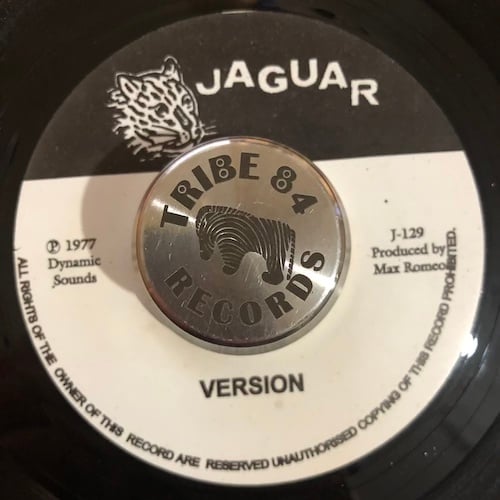 JAGUAR
TRIBE 84
RECORDS
℗ 1977
Dynamic
Sounds
J-129
Produced by
Max Romeo
VERSION
ALL RIGHTS OF THE OWNER OF THIS RECORD ARE RESERVED UNAUTHORISED COPYING OF THIS RECORD PROHIBITED.